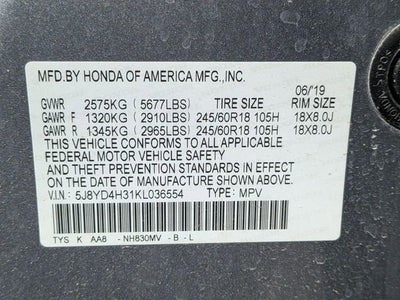 MFD.BY HONDA OF AMERICA MFG.,INC.
06/'19
GVWR 2575KG (5677LBS) TIRE SIZE RIM SIZE
GAWR F 1320KG (2910LBS) 245/60R18 105H 18X8.0J
GAWR R 1345KG (2965LBS) 245/60R18 105H 18X8.0J
THIS VEHICLE CONFORMS TO ALL APPLICABLE
FEDERAL MOTOR VEHICLE SAFETY
AND THEFT PREVENTION STANDARDS IN EFFECT
ON THE DATE OF MANUFACTURE SHOWN ABOVE.
V.I.N.: 5J8YD4H31KL036554 TYPE: MPV
TYS K AA8 - NH830MV - B - L
HONDA STPOS